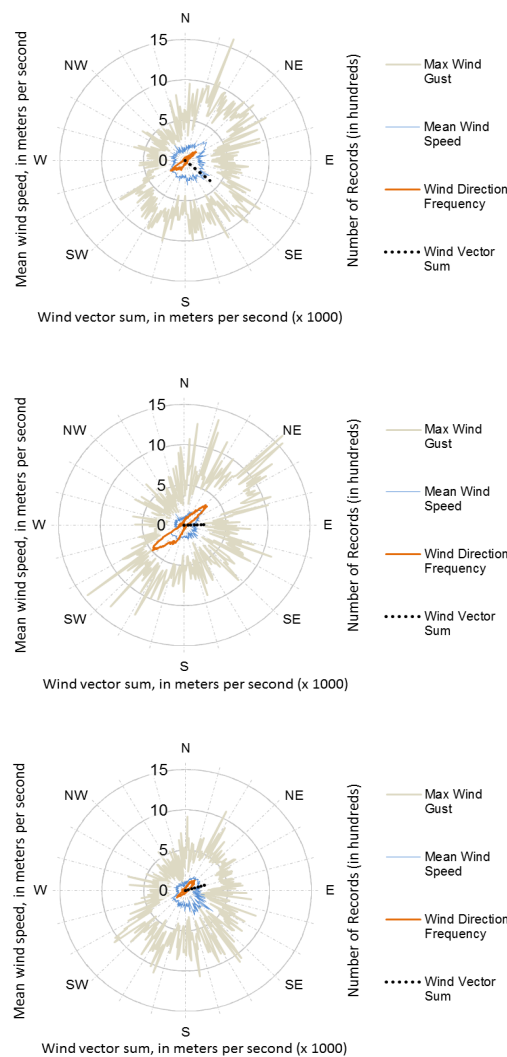 N
15
NW
NE
10
5
W
0
E
SW
SE
S
Mean wind speed, in meters per second
Number of Records (in hundreds)
Wind vector sum, in meters per second (x 1000)
Max Wind
Gust
Mean Wind
Speed
Wind Direction
Frequency
Wind Vector
Sum
N
15
NW
NE
10
5
W
0
E
SW
SE
S
Mean wind speed, in meters per second
Number of Records (in hundreds)
Wind vector sum, in meters per second (x 1000)
Max Wind
Gust
Mean Wind
Speed
Wind Direction
Frequency
Wind Vector
Sum
N
15
NW
NE
10
5
W
0
E
SW
SE
S
Mean wind speed, in meters per second
Number of Records (in hundreds)
Wind vector sum, in meters per second (x 1000)
Max Wind
Gust
Mean Wind
Speed
Wind Direction
Frequency
Wind Vector
Sum